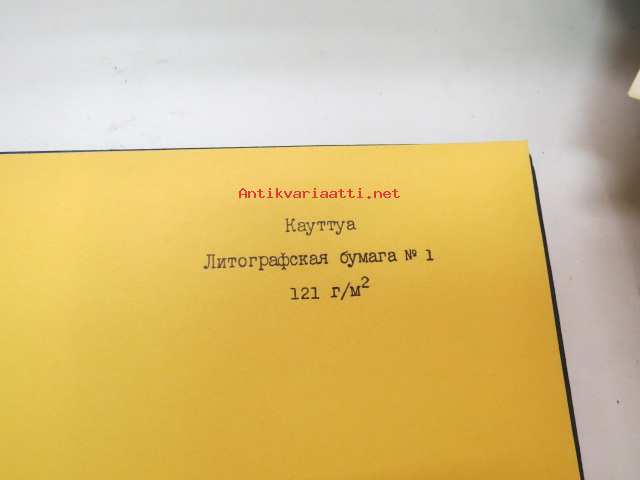 Antikvariaatti.net
Кауттуа
Литографская бумага № 1
121 г/м²